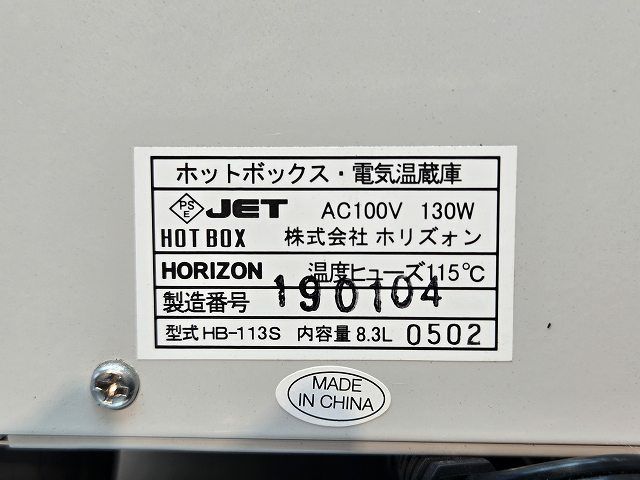 ホットボックス・電気温蔵庫
PSE JET AC100V 130W
HOT BOX 株式会社 ホリズォン
HORIZON 温度ヒューズ115℃
製造番号 190104
型式 HB-113S 内容量 8.3L 0502
MADE
IN CHINA